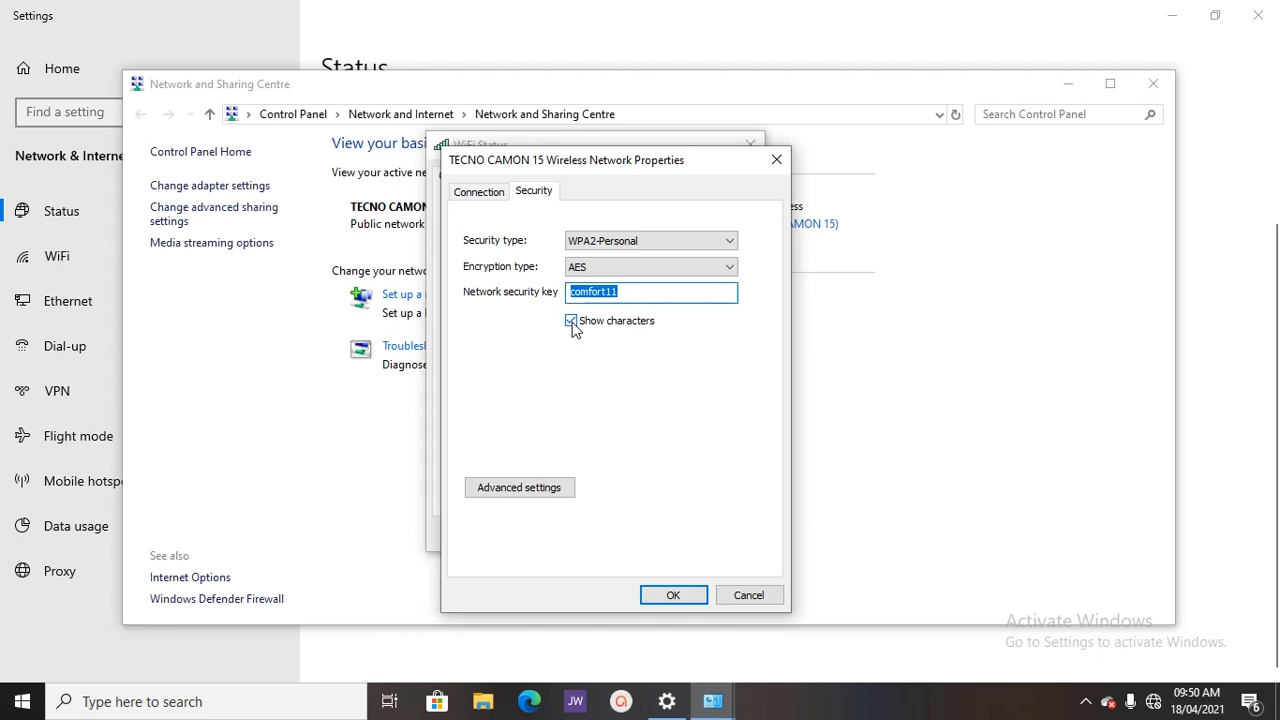 Settings
Home
Find a setting
Network & Interne
Status
WiFi
Ethernet
Dial-up
VPN
Flight mode
Mobile hotspo
Data usage
Proxy
Status
Network and Sharing Centre
Control Panel > Network and Internet > Network and Sharing Centre
Search Control Panel
Control Panel Home
Change adapter settings
Change advanced sharing
settings
Media streaming options
See also
Internet Options
Windows Defender Firewall
View your basi
View your active ne
TECNO CAMON
Public network
ss
AMON 15)
Change your netwo
Set up a
Set up a
Troublesh
Diagnose
WiFi Status
TECNO CAMON 15 Wireless Network Properties
Connection
Security
Security type:
WPA2-Personal
Encryption type:
AES
Network security key
comfort11
Show characters
Advanced settings
OK
Cancel
Activate Windows
Go to Settings to activate Windows.
Type here to search
JW
09:50 AM
18/04/2021
6